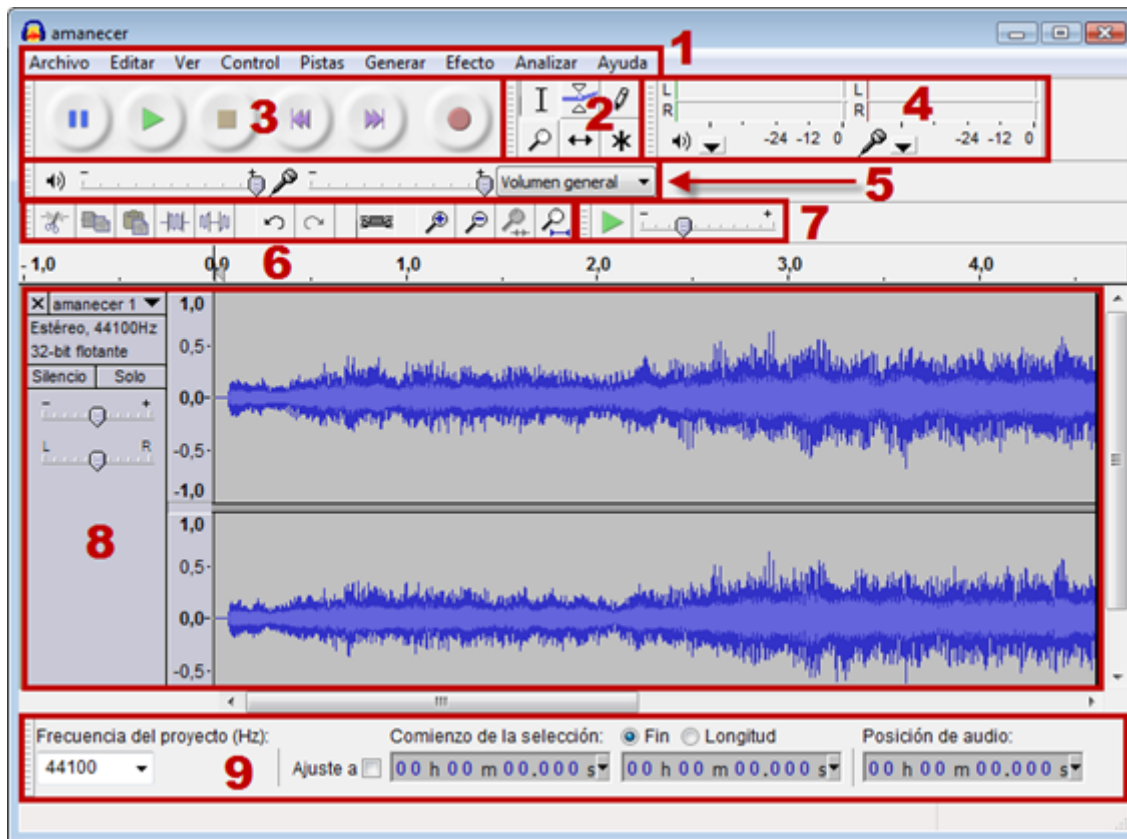 amanecer
Archivo Editar Ver Control Pistas Generar Efecto Analizar Ayuda
1
3
2
L
R
-24 -12 0
L
R
-24 -12 0
4
- + - + Volumen general
5
6
- +
7
-1,0 0,0 1,0 2,0 3,0 4,0
X amanecer 1
Estéreo, 44100Hz
32-bit flotante
Silencio Solo
- +
L R
8
1,0
0,5-
0,0-
-0,5-
-1,0
1,0
0,5-
0,0-
-0,5-
Frecuencia del proyecto (Hz): Comienzo de la selección: Fin Longitud Posición de audio:
44100 Ajuste a 00 h 00 m 00.000 s 00 h 00 m 00.000 s 00 h 00 m 00.000 s
9